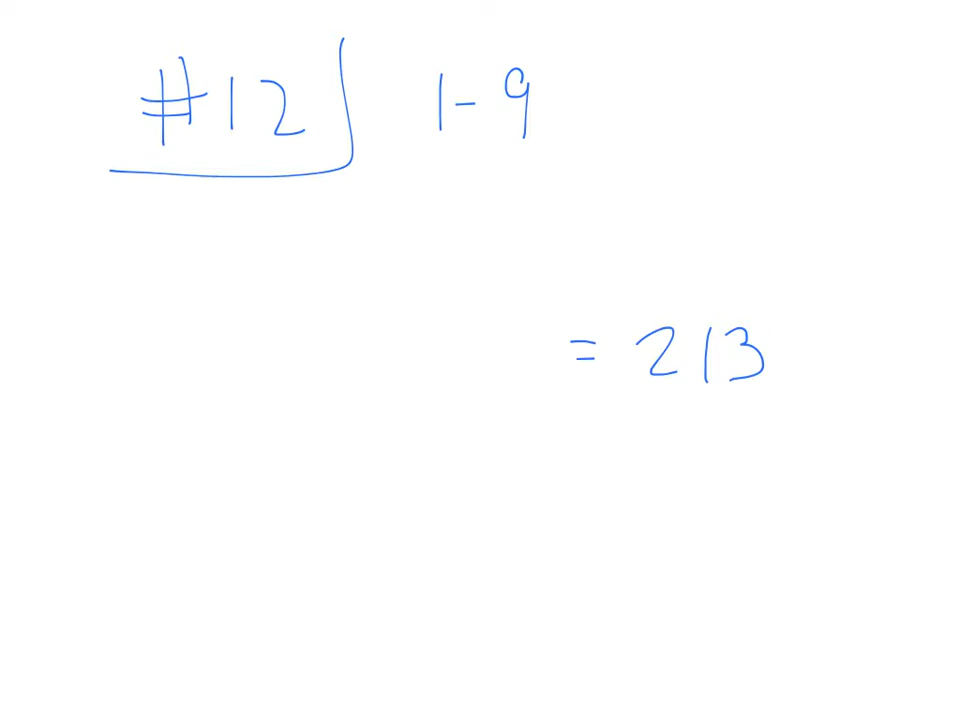 #12 1-9
= 213